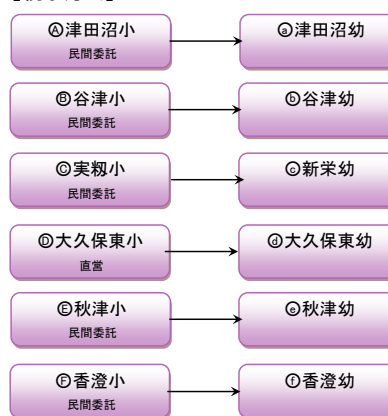 Ⓐ津田沼小
民間委託
ⓐ津田沼幼
Ⓑ谷津小
民間委託
ⓑ谷津幼
Ⓒ実籾小
民間委託
ⓒ新栄幼
Ⓓ大久保東小
直営
ⓓ大久保東幼
Ⓔ秋津小
民間委託
ⓔ秋津幼
Ⓕ香澄小
民間委託
ⓕ香澄幼